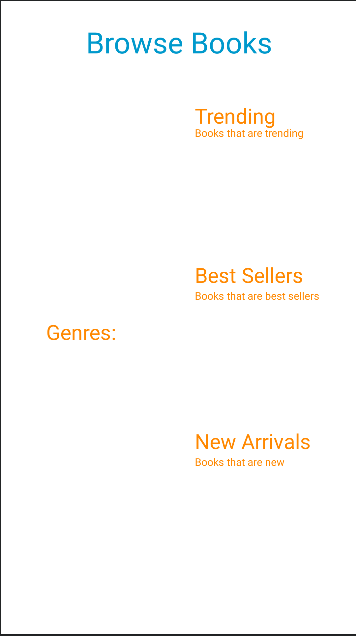 Browse Books
Trending
Books that are trending
Best Sellers
Books that are best sellers
Genres:
New Arrivals
Books that are new